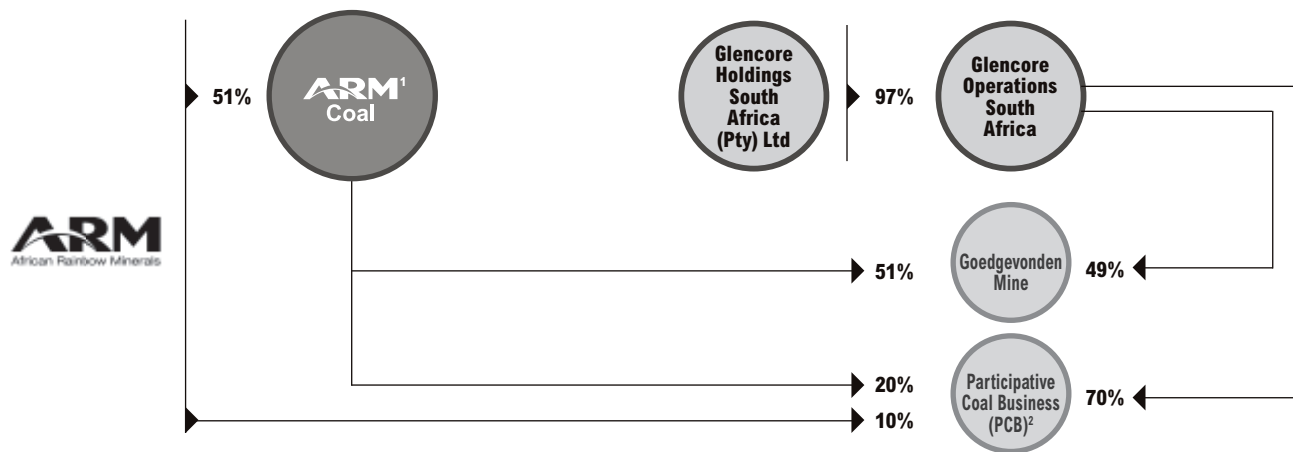 51%
ARM¹
Coal
Glencore
Holdings
South
Africa
(Pty) Ltd
97%
Glencore
Operations
South
Africa
ARM
African Rainbow Minerals
51%
Goedgevonden
Mine
49%
20%
10%
Participative
Coal Business
(PCB)²
70%